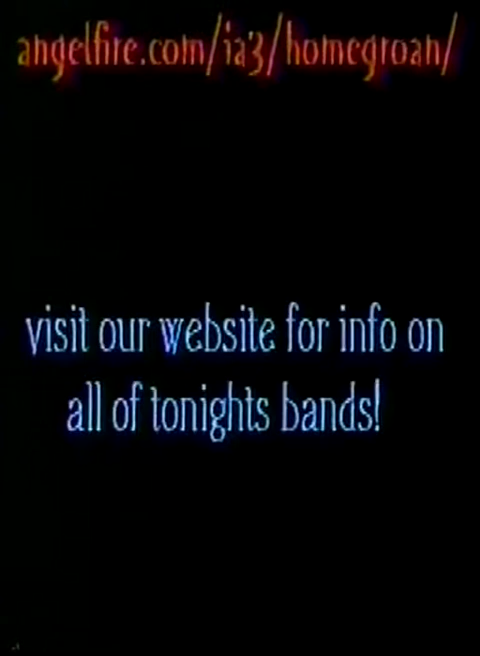 angelfire.com/ia3/homegroan/
visit our website for info on
all of tonights bands!